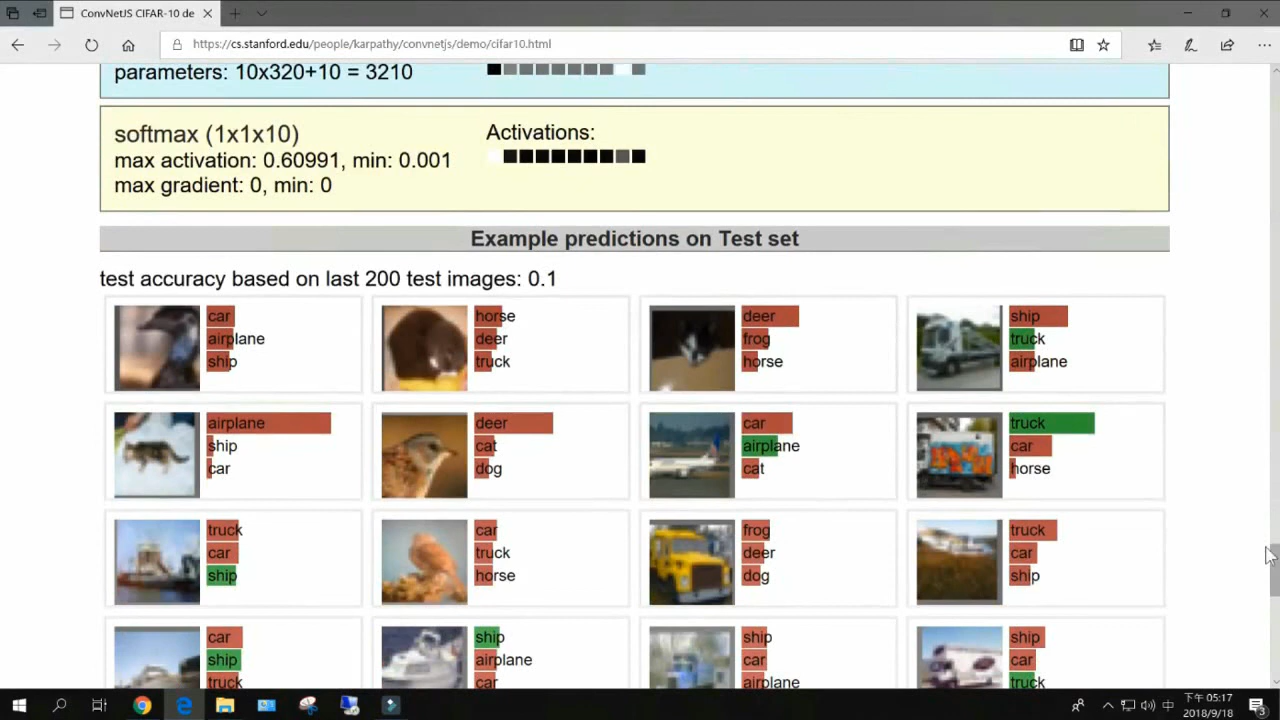 ConvNetJS CIFAR-10 de
https://cs.stanford.edu/people/karpathy/convnetjs/demo/cifar10.html
parameters: 10x320+10 = 3210
softmax (1x1x10)
max activation: 0.60991, min: 0.001
max gradient: 0, min: 0
Activations:
Example predictions on Test set
test accuracy based on last 200 test images: 0.1
car
airplane
ship
horse
deer
truck
deer
frog
horse
ship
truck
airplane
airplane
ship
car
deer
cat
dog
car
airplane
cat
truck
car
horse
truck
car
ship
car
truck
horse
frog
deer
dog
truck
car
ship
car
ship
truck
ship
airplane
car
ship
car
airplane
ship
car
truck
中
下午 05:17
2018/9/18
3